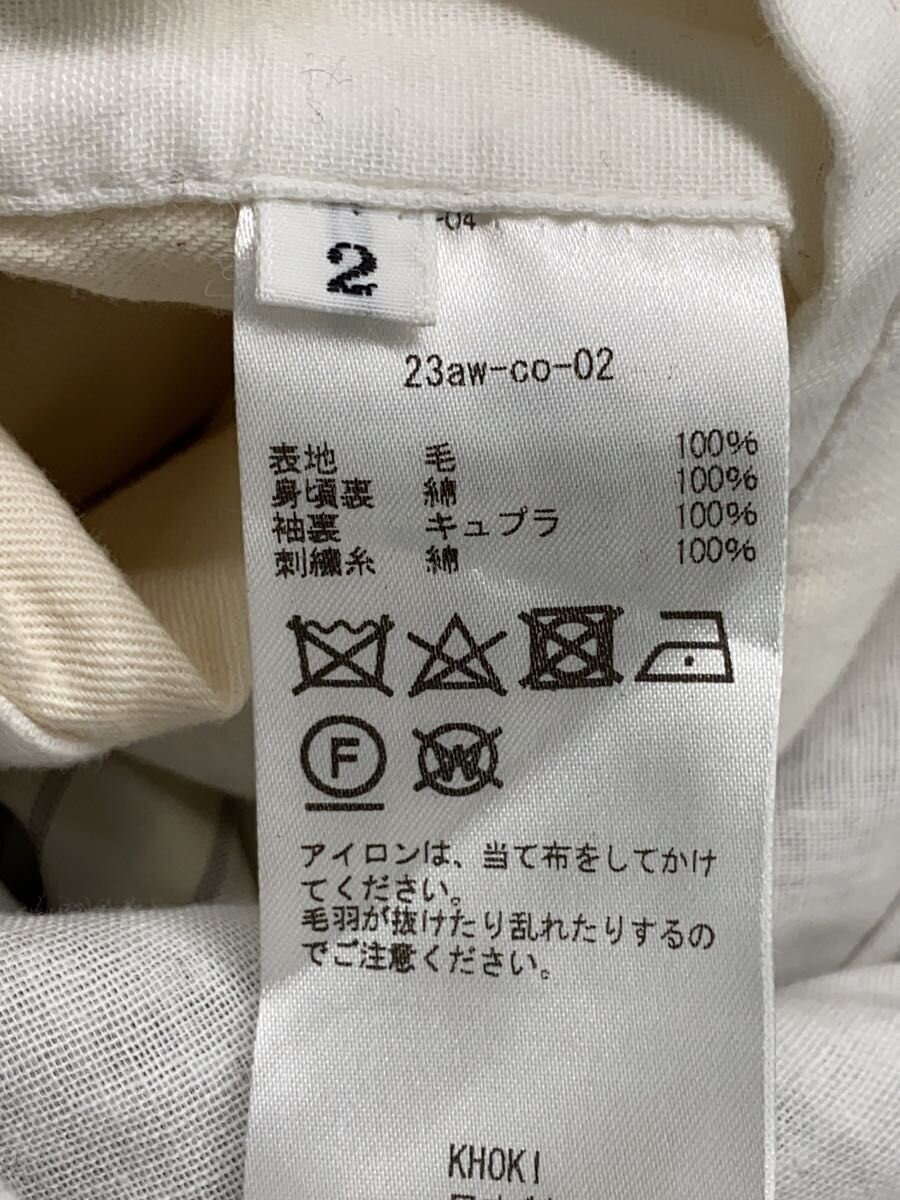 -04
2
23aw-co-02
表地 毛 100%
身頃裏 綿 100%
袖裏 キュプラ 100%
刺繍糸 綿 100%
F
W
アイロンは、当て布をしてかけ
てください。
毛羽が抜けたり乱れたりするの
でご注意ください。
KHOKI